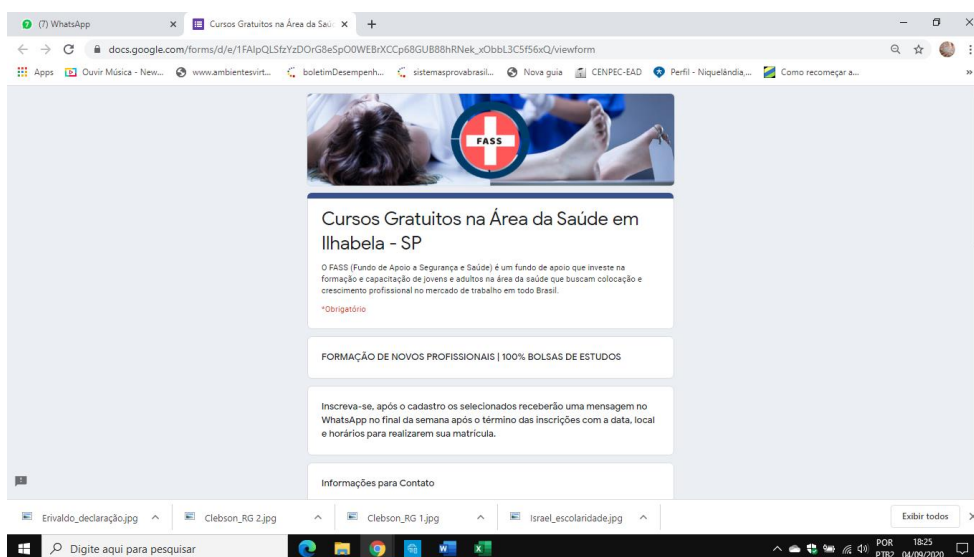 (7) WhatsApp
Cursos Gratuitos na Área da Saúd
docs.google.com/forms/d/e/1FAIpQLSfzYzDOrG8eSpO0WEBrXCCp68GUB88hRNek_xObbL3C5f56xQ/viewform
Apps
Ouvir Música - New...
www.ambientesvirt...
boletimDesempenh...
sistemasprovabrasil...
Nova guia
CENPEC-EAD
Perfil - Niquelândia,...
Como recomeçar a...
FASS
Cursos Gratuitos na Área da Saúde em
Ilhabela - SP
O FASS (Fundo de Apoio a Segurança e Saúde) é um fundo de apoio que investe na
formação e capacitação de jovens e adultos na área da saúde que buscam colocação e
crescimento profissional no mercado de trabalho em todo Brasil.
*Obrigatório
FORMAÇÃO DE NOVOS PROFISSIONAIS | 100% BOLSAS DE ESTUDOS
Inscreva-se, após o cadastro os selecionados receberão uma mensagem no
WhatsApp no final da semana após o término das inscrições com a data, local
e horários para realizarem sua matrícula.
Informações para Contato
Erivaldo_declaração.jpg
Clebson_RG 2.jpg
Clebson_RG 1.jpg
Israel_escolaridade.jpg
Exibir todos
Digite aqui para pesquisar
POR
PTB2
18:25
04/09/2020